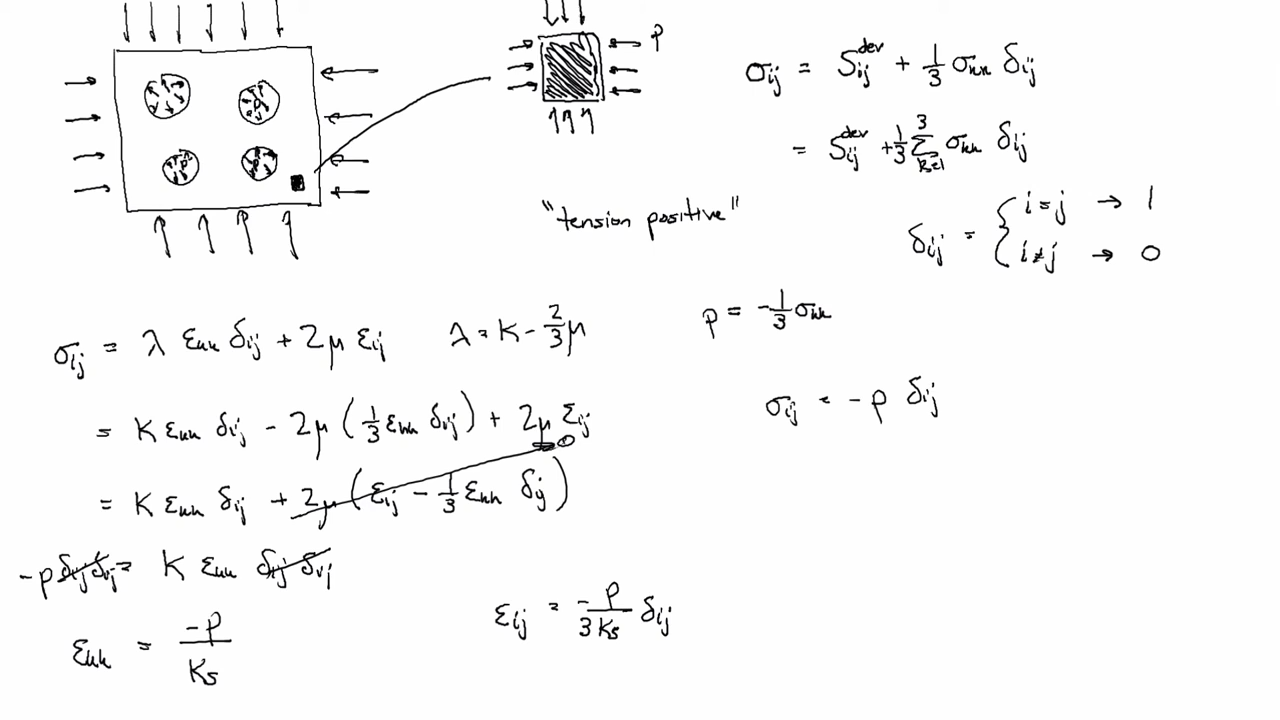 p
σij = Sij^dev + 1/3 σkk δij
= Sij^dev + 1/3 Σ_{k=1}^{3} σkk δij
"tension positive"
δij = { i=j → 1
i≠j → 0
p = -1/3 σkk
σij = λ εkk δij + 2μ εij λ = K - 2/3 μ
σij = -p δij
= K εkk δij - 2μ (1/3 εkk δij) + 2μ εij
= K εkk δij + 2μ (εij - 1/3 εkk δij) 0
-p δij δij = K εkk δij δij
εij = -p/3Ks δij
εkk = -p/Ks